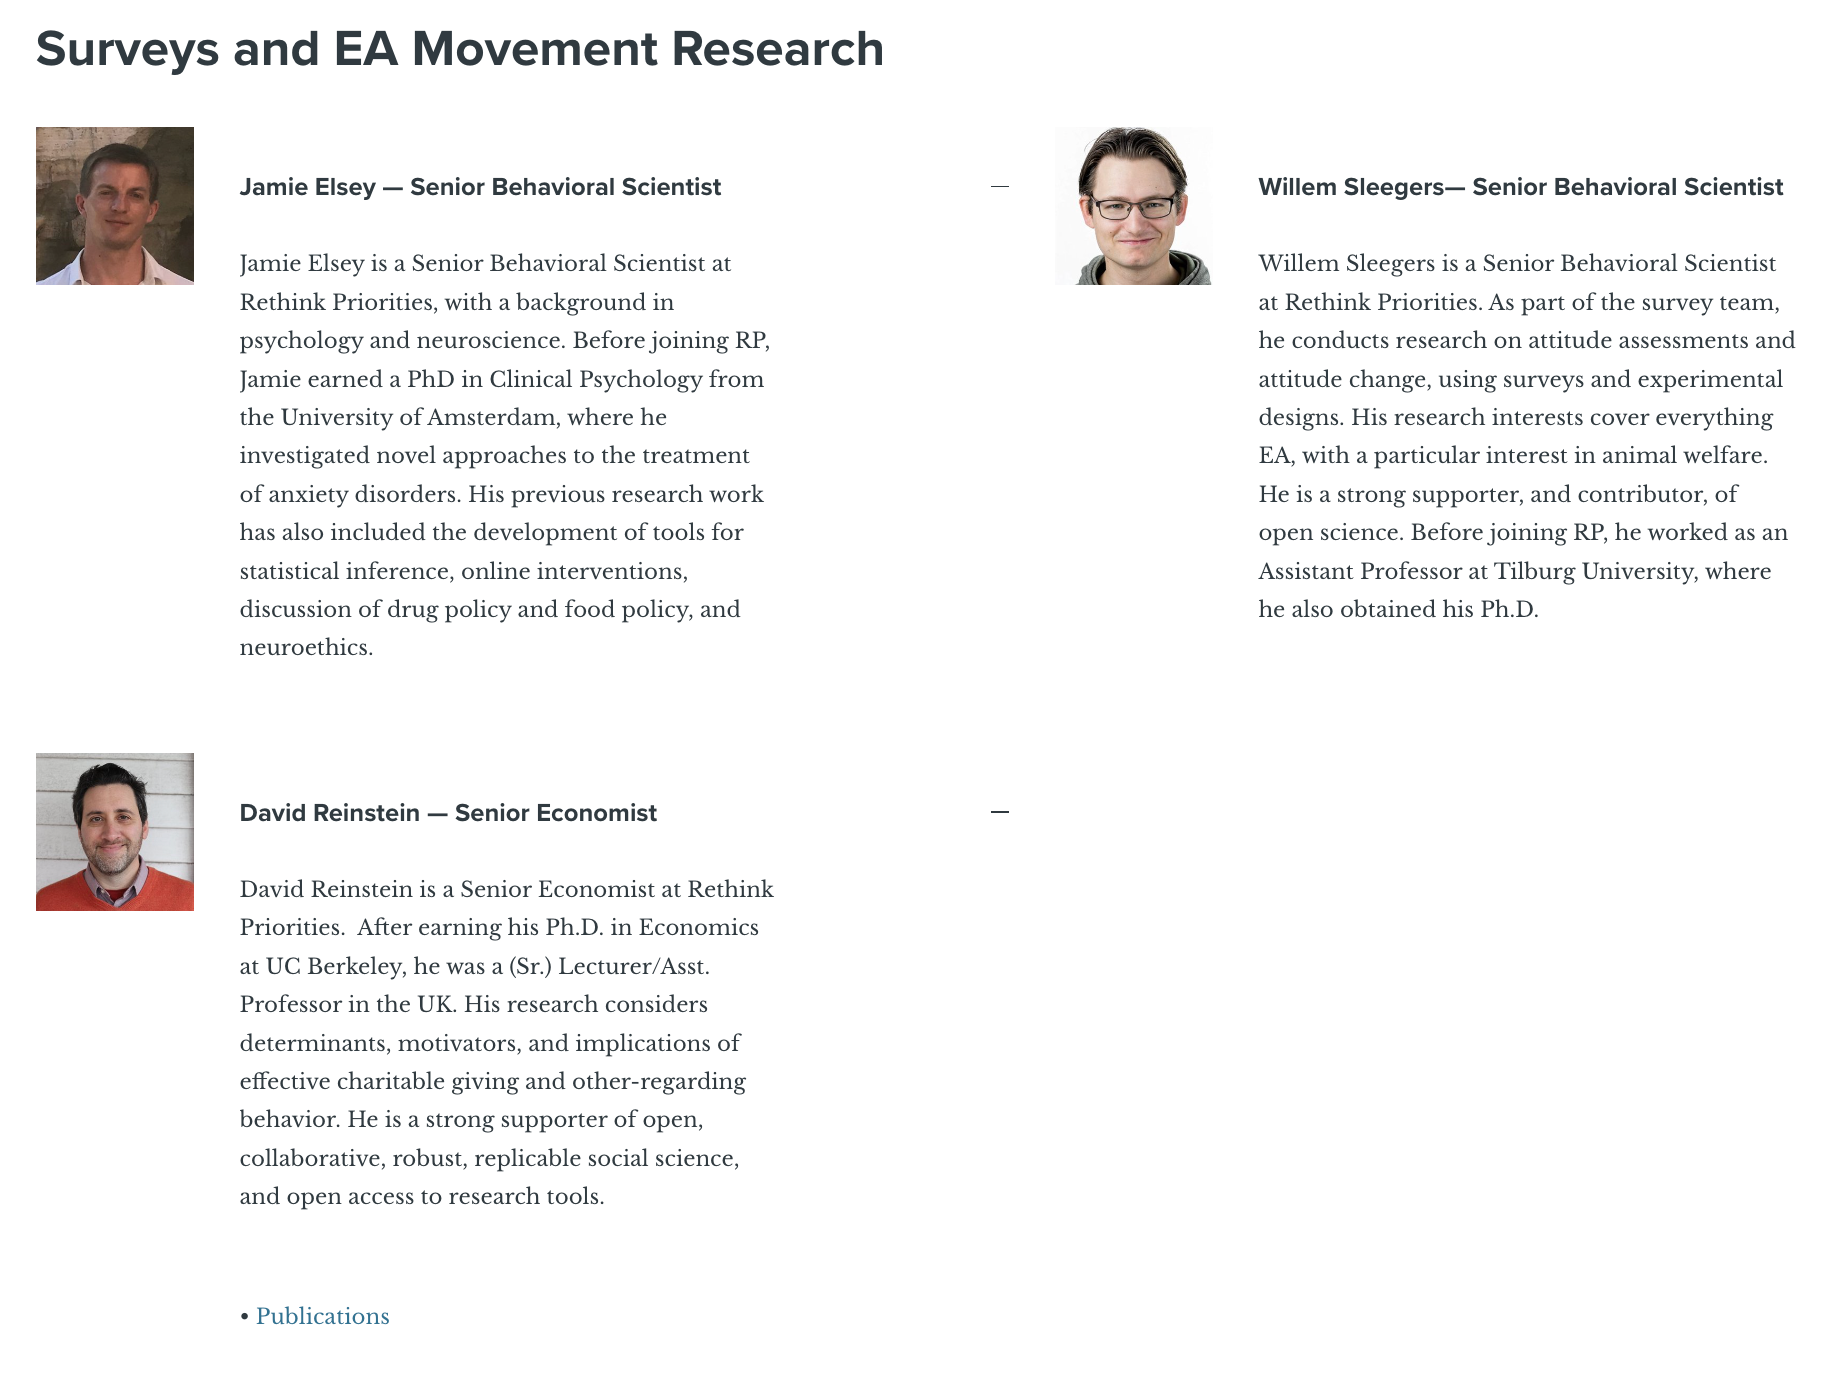 Surveys and EA Movement Research
Jamie Elsey — Senior Behavioral Scientist
Jamie Elsey is a Senior Behavioral Scientist at
Rethink Priorities, with a background in
psychology and neuroscience. Before joining RP,
Jamie earned a PhD in Clinical Psychology from
the University of Amsterdam, where he
investigated novel approaches to the treatment
of anxiety disorders. His previous research work
has also included the development of tools for
statistical inference, online interventions,
discussion of drug policy and food policy, and
neuroethics.
Willem Sleegers— Senior Behavioral Scientist
Willem Sleegers is a Senior Behavioral Scientist
at Rethink Priorities. As part of the survey team,
he conducts research on attitude assessments and
attitude change, using surveys and experimental
designs. His research interests cover everything
EA, with a particular interest in animal welfare.
He is a strong supporter, and contributor, of
open science. Before joining RP, he worked as an
Assistant Professor at Tilburg University, where
he also obtained his Ph.D.
David Reinstein — Senior Economist
David Reinstein is a Senior Economist at Rethink
Priorities.  After earning his Ph.D. in Economics
at UC Berkeley, he was a (Sr.) Lecturer/Asst.
Professor in the UK. His research considers
determinants, motivators, and implications of
effective charitable giving and other-regarding
behavior. He is a strong supporter of open,
collaborative, robust, replicable social science,
and open access to research tools.
• Publications